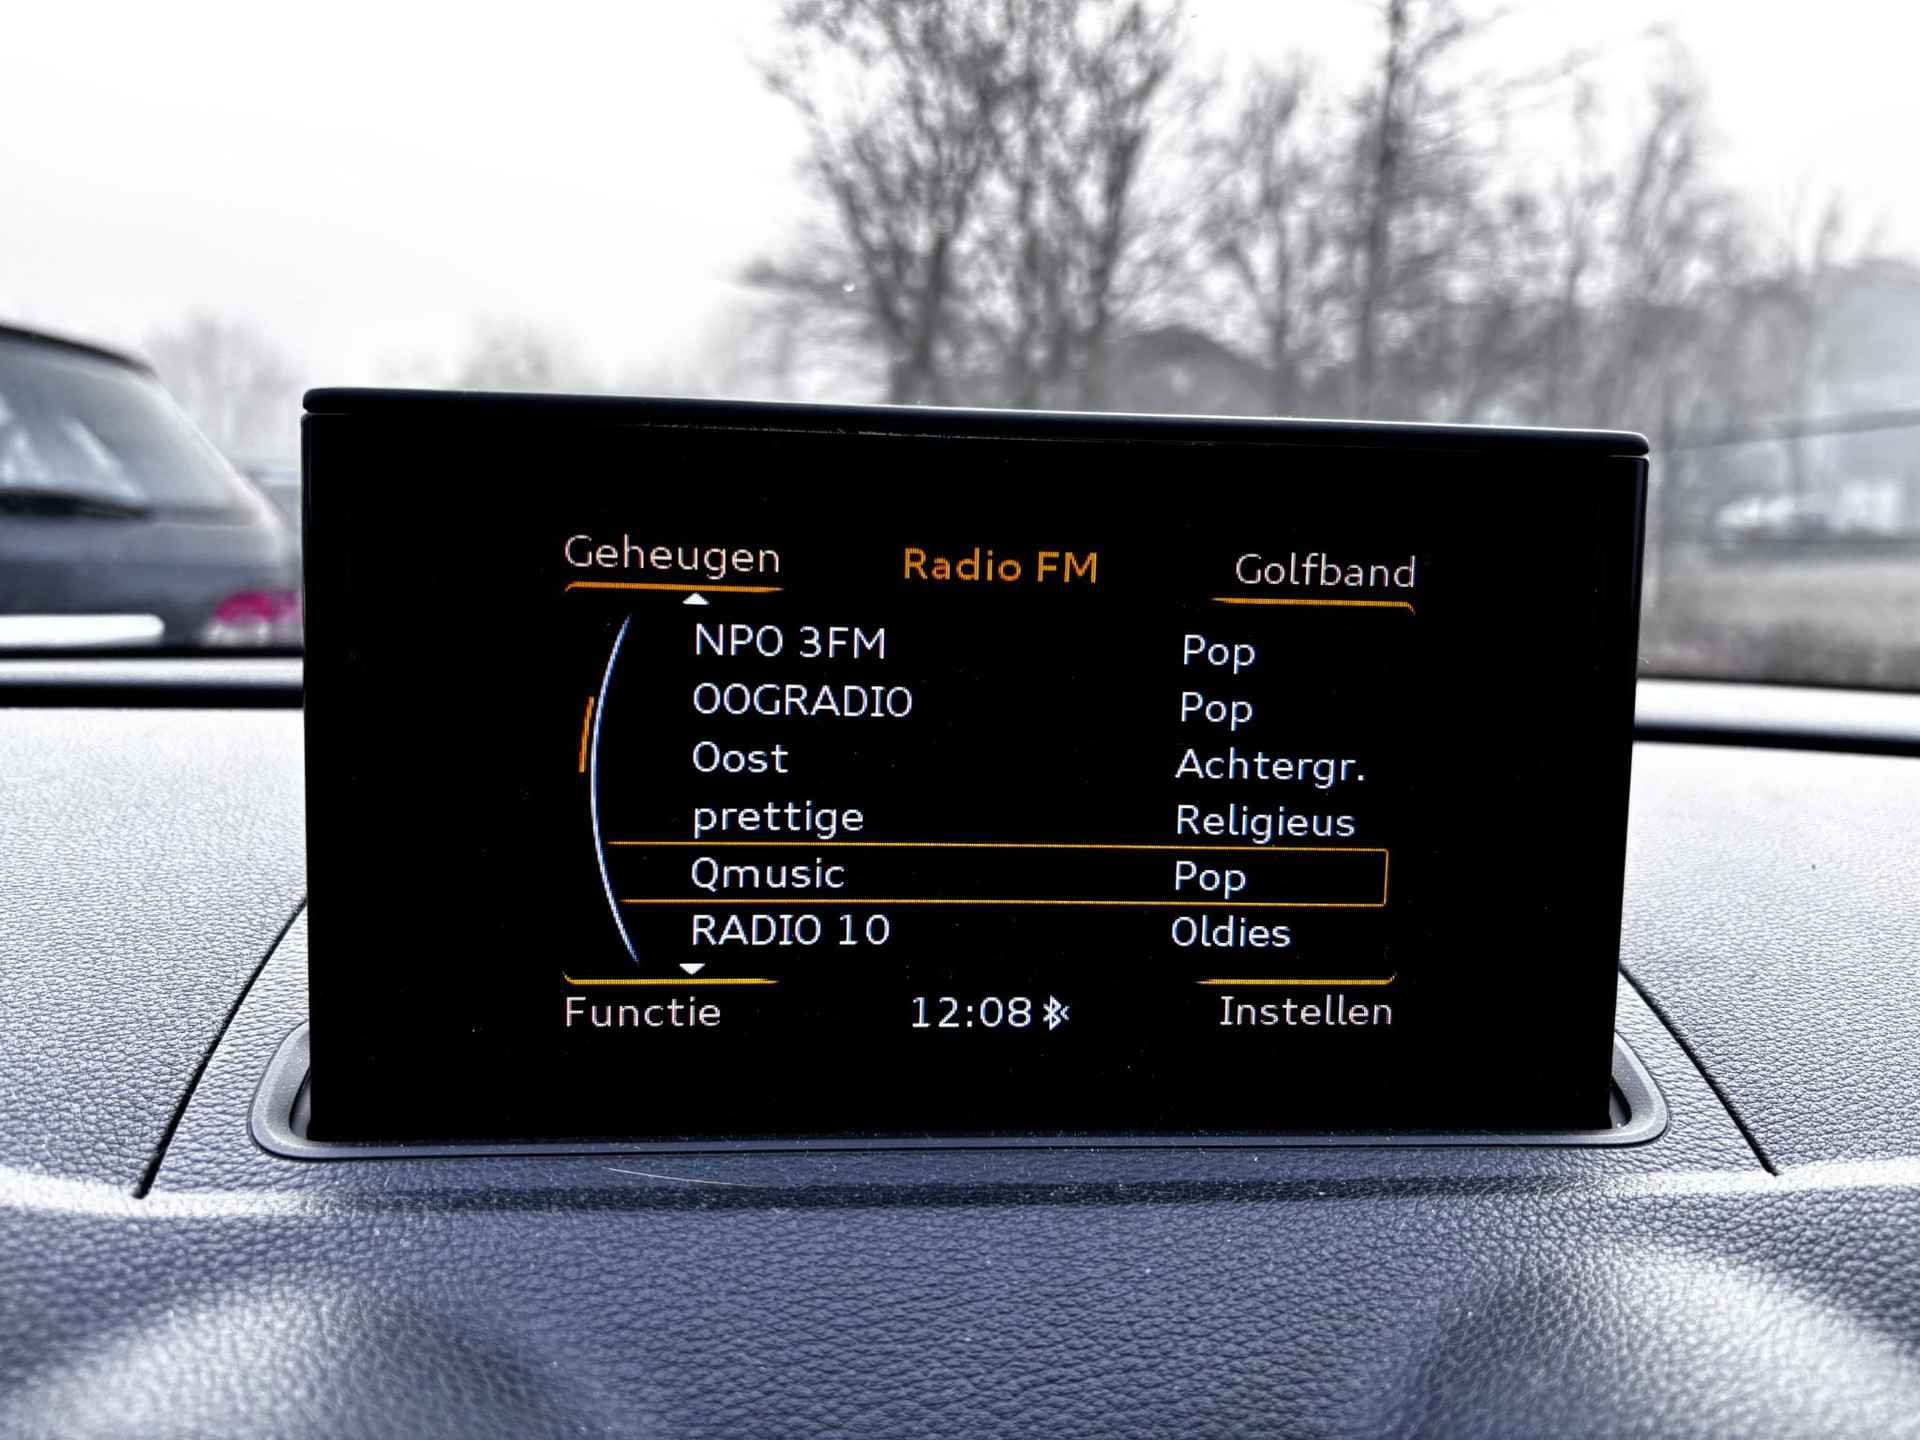 Geheugen Radio FM Golfband
NPO 3FM Pop
OOGRADIO Pop
Oost Achtergr.
prettige Religieus
Qmusic Pop
RADIO 10 Oldies
Functie 12:08 Instellen